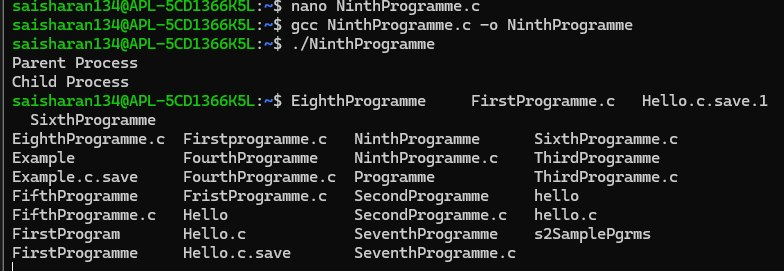 saisharan134@APL-5CD1366K5L:~$ nano NinthProgramme.c
saisharan134@APL-5CD1366K5L:~$ gcc NinthProgramme.c -o NinthProgramme
saisharan134@APL-5CD1366K5L:~$ ./NinthProgramme
Parent Process
Child Process
saisharan134@APL-5CD1366K5L:~$ EighthProgramme     FirstProgramme.c   Hello.c.save.1
  SixthProgramme
EighthProgramme.c  Firstprogramme.c   NinthProgramme     SixthProgramme.c
Example            FourthProgramme    NinthProgramme.c   ThirdProgramme
Example.c.save     FourthProgramme.c  Programme          ThirdProgramme.c
FifthProgramme     FristProgramme.c   SecondProgramme    hello
FifthProgramme.c   Hello              SecondProgramme.c  hello.c
FirstProgram       Hello.c            SeventhProgramme   s2SamplePgrms
FirstProgramme     Hello.c.save       SeventhProgramme.c